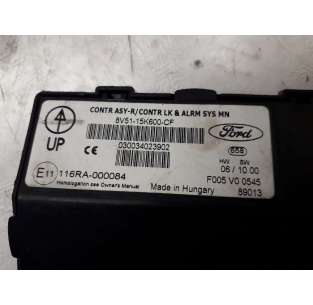 CONTR ASY-R/CONTR LK & ALRM SYS MN
8V51-15K600-CF
030034023902
UP
Ford
658
HW SW
06 / 10 00
F005 V0 0545
89013
E11 116RA-000084
Homologation see Owner's Manual
Made in Hungary